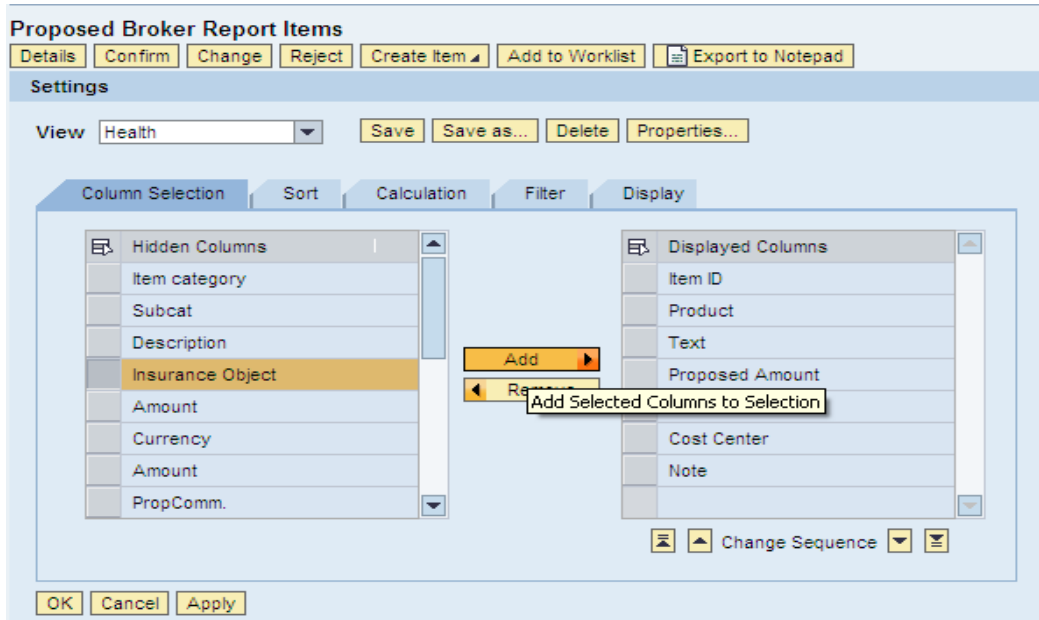 Proposed Broker Report Items
Details Confirm Change Reject Create Item Add to Worklist Export to Notepad
Settings
View Health Save Save as... Delete Properties...
Column Selection Sort Calculation Filter Display
Hidden Columns Displayed Columns
Item category Item ID
Subcat Product
Description Text
Add
Insurance Object Proposed Amount
Add Selected Columns to Selection
Amount
Currency Cost Center
Amount Note
PropComm.
Change Sequence
OK Cancel Apply